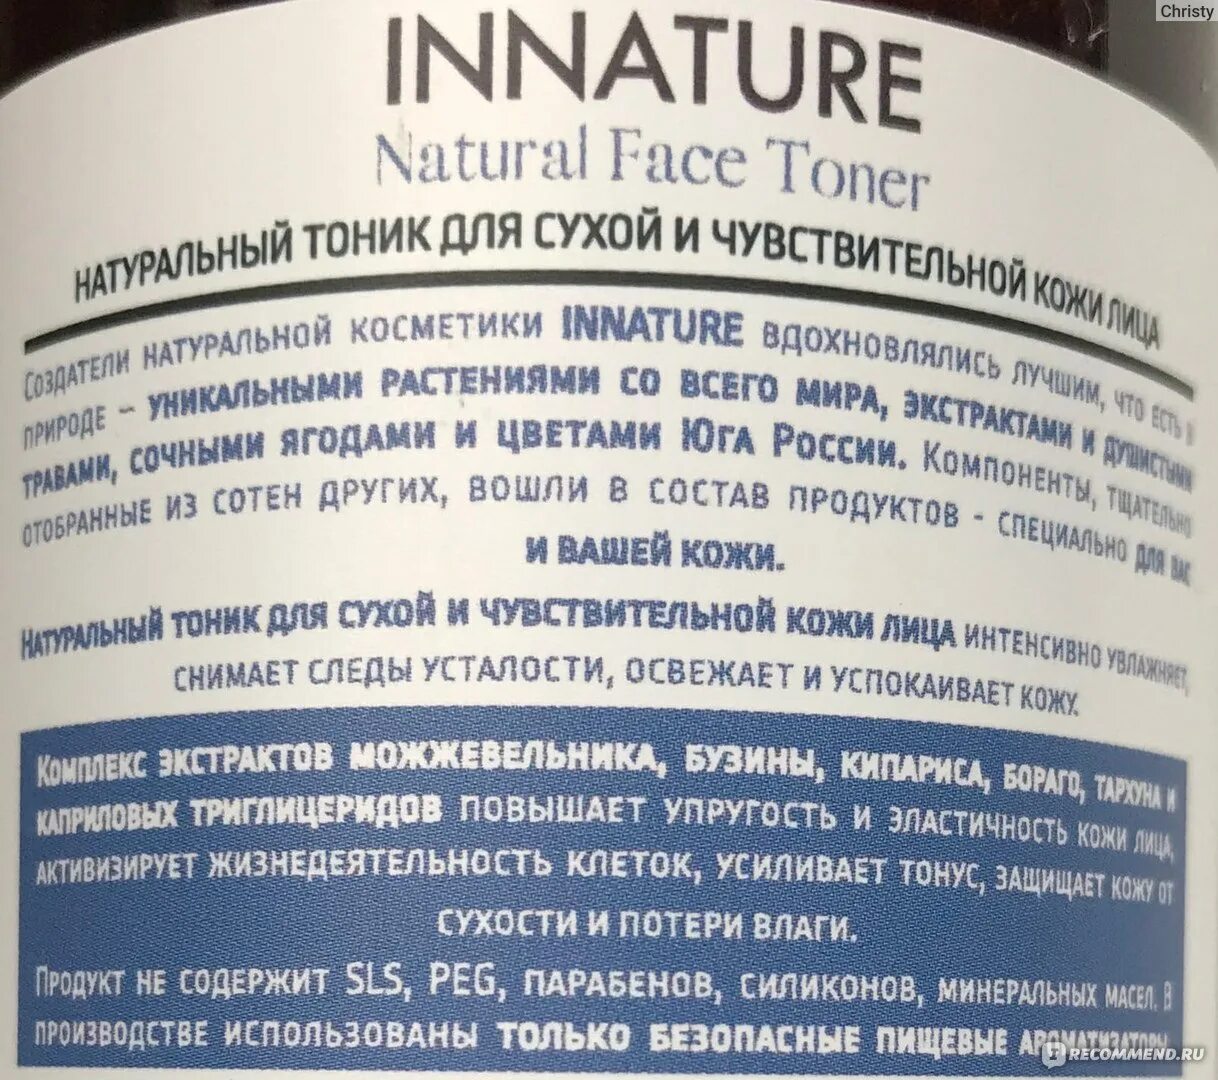 Christy
INNATURE
Natural Face Toner
НАТУРАЛЬНЫЙ ТОНИК ДЛЯ СУХОЙ И ЧУВСТВИТЕЛЬНОЙ КОЖИ ЛИЦА
СОЗДАТЕЛИ НАТУРАЛЬНОЙ КОСМЕТИКИ INNATURE ВДОХНОВЛЯЛИСЬ ЛУЧШИМ, ЧТО ЕСТЬ В
ПРИРОДЕ – УНИКАЛЬНЫМИ РАСТЕНИЯМИ СО ВСЕГО МИРА, ЭКСТРАКТАМИ И ДУШИСТЫМИ
ТРАВАМИ, СОЧНЫМИ ЯГОДАМИ И ЦВЕТАМИ ЮГА РОССИИ. КОМПОНЕНТЫ, ТЩАТЕЛЬНО
ОТОБРАННЫЕ ИЗ СОТЕН ДРУГИХ, ВОШЛИ В СОСТАВ ПРОДУКТОВ - СПЕЦИАЛЬНО ДЛЯ ВАС
И ВАШЕЙ КОЖИ.
НАТУРАЛЬНЫЙ ТОНИК ДЛЯ СУХОЙ И ЧУВСТВИТЕЛЬНОЙ КОЖИ ЛИЦА ИНТЕНСИВНО УВЛАЖНЯЕТ,
СНИМАЕТ СЛЕДЫ УСТАЛОСТИ, ОСВЕЖАЕТ И УСПОКАИВАЕТ КОЖУ.
КОМПЛЕКС ЭКСТРАКТОВ МОЖЖЕВЕЛЬНИКА, БУЗИНЫ, КИПАРИСА, БОРАГО, ТАРХУНА И
КАПРИЛОВЫХ ТРИГЛИЦЕРИДОВ ПОВЫШАЕТ УПРУГОСТЬ И ЭЛАСТИЧНОСТЬ КОЖИ ЛИЦА,
АКТИВИЗИРУЕТ ЖИЗНЕДЕЯТЕЛЬНОСТЬ КЛЕТОК, УСИЛИВАЕТ ТОНУС, ЗАЩИЩАЕТ КОЖУ ОТ
СУХОСТИ И ПОТЕРИ ВЛАГИ.
ПРОДУКТ НЕ СОДЕРЖИТ SLS, PEG, ПАРАБЕНОВ, СИЛИКОНОВ, МИНЕРАЛЬНЫХ МАСЕЛ. В
ПРОИЗВОДСТВЕ ИСПОЛЬЗОВАНЫ ТОЛЬКО БЕЗОПАСНЫЕ ПИЩЕВЫЕ АРОМАТИЗАТОРЫ
RECOMMEND.RU